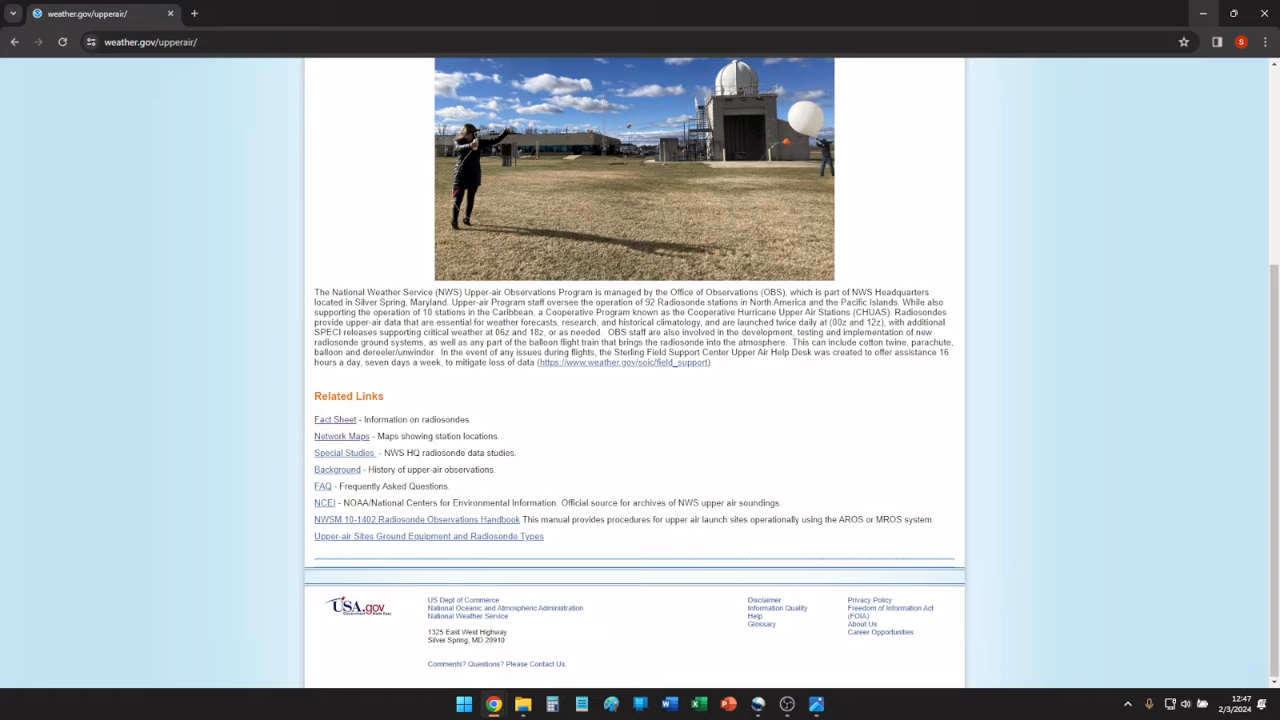 weather.gov/upperair/
weather.gov/upperair/
S
The National Weather Service (NWS) Upper-air Observations Program is managed by the Office of Observations (OBS), which is part of NWS Headquarters
located in Silver Spring, Maryland. Upper-air Program staff oversee the operation of 92 Radiosonde stations in North America and the Pacific Islands. While also
supporting the operation of 10 stations in the Caribbean, a Cooperative Program known as the Cooperative Hurricane Upper Air Stations (CHUAS). Radiosondes
provide upper-air data that are essential for weather forecasts, research, and historical climatology, and are launched twice daily at (00z and 12z), with additional
SPECI releases supporting critical weather at 06z and 18z, or as needed. OBS staff are also involved in the development, testing and implementation of new
radiosonde ground systems, as well as any part of the balloon flight train that brings the radiosonde into the atmosphere. This can include cotton twine, parachute,
balloon and dereeler/unwinder. In the event of any issues during flights, the Sterling Field Support Center Upper Air Help Desk was created to offer assistance 16
hours a day, seven days a week, to mitigate loss of data (https://www.weather.gov/soic/field_support).
Related Links
Fact Sheet - Information on radiosondes.
Network Maps - Maps showing station locations..
Special Studies - NWS HQ radiosonde data studies.
Background - History of upper-air observations.
FAQ - Frequently Asked Questions.
NCEI - NOAA/National Centers for Environmental Information. Official source for archives of NWS upper air soundings.
NWSM 10-1402 Radiosonde Observations Handbook This manual provides procedures for upper air launch sites operationally using the AROS or MROS system.
Upper-air Sites Ground Equipment and Radiosonde Types
USA.gov
US Dept of Commerce
National Oceanic and Atmospheric Administration
National Weather Service
1325 East West Highway
Silver Spring, MD 20910
Comments? Questions? Please Contact Us.
Disclaimer
Information Quality
Help
Glossary
Privacy Policy
Freedom of Information Act
(FOIA)
About Us
Career Opportunities
12:47
2/3/2024